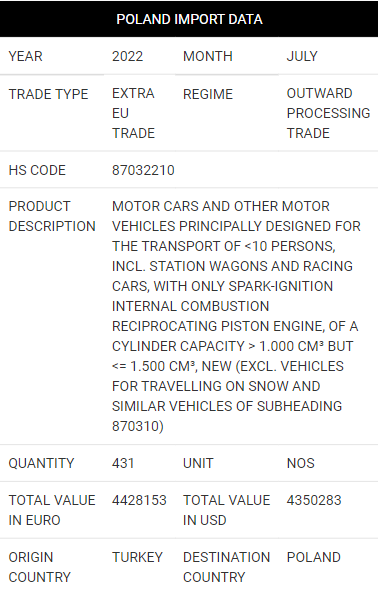 POLAND IMPORT DATA
YEAR 2022 MONTH JULY
TRADE TYPE EXTRA EU TRADE REGIME OUTWARD PROCESSING TRADE
HS CODE 87032210
PRODUCT DESCRIPTION MOTOR CARS AND OTHER MOTOR
VEHICLES PRINCIPALLY DESIGNED FOR
THE TRANSPORT OF <10 PERSONS,
INCL. STATION WAGONS AND RACING
CARS, WITH ONLY SPARK-IGNITION
INTERNAL COMBUSTION
RECIPROCATING PISTON ENGINE, OF A
CYLINDER CAPACITY > 1.000 CM³ BUT
<= 1.500 CM³, NEW (EXCL. VEHICLES
FOR TRAVELLING ON SNOW AND
SIMILAR VEHICLES OF SUBHEADING
870310)
QUANTITY 431 UNIT NOS
TOTAL VALUE IN EURO 4428153 TOTAL VALUE IN USD 4350283
ORIGIN COUNTRY TURKEY DESTINATION COUNTRY POLAND